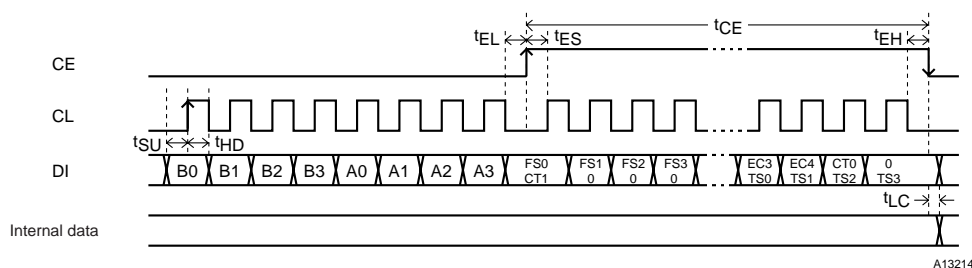 tCE
tEL tES tEH
CE
CL
tSU tHD
DI B0 B1 B2 B3 A0 A1 A2 A3 FS0 FS1 FS2 FS3 EC3 EC4 CT0 0
CT1 0 0 0 TS0 TS1 TS2 TS3
tLC
Internal data
A13214